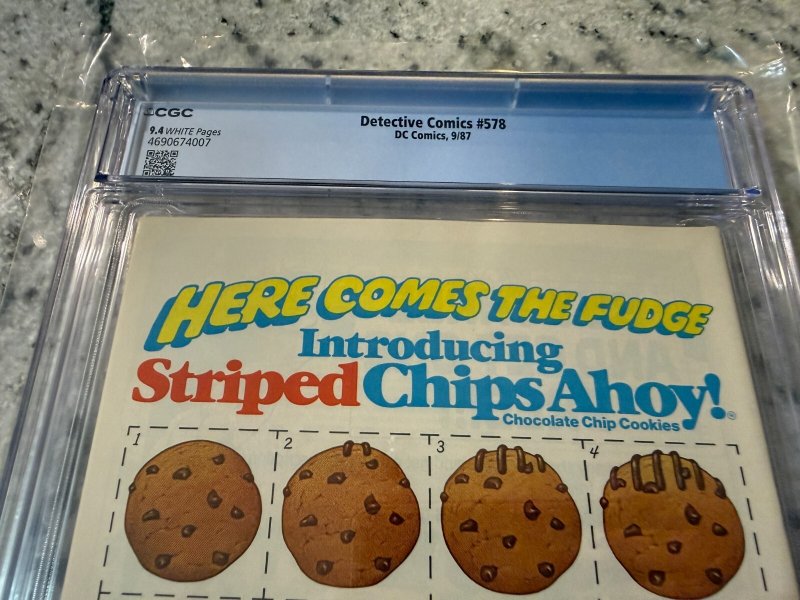 CGC
9.4 WHITE Pages
4690674007
Detective Comics #578
DC Comics, 9/87
HERE COMES THE FUDGE
Introducing
Striped Chips Ahoy!®
Chocolate Chip Cookies
1
2
3
4